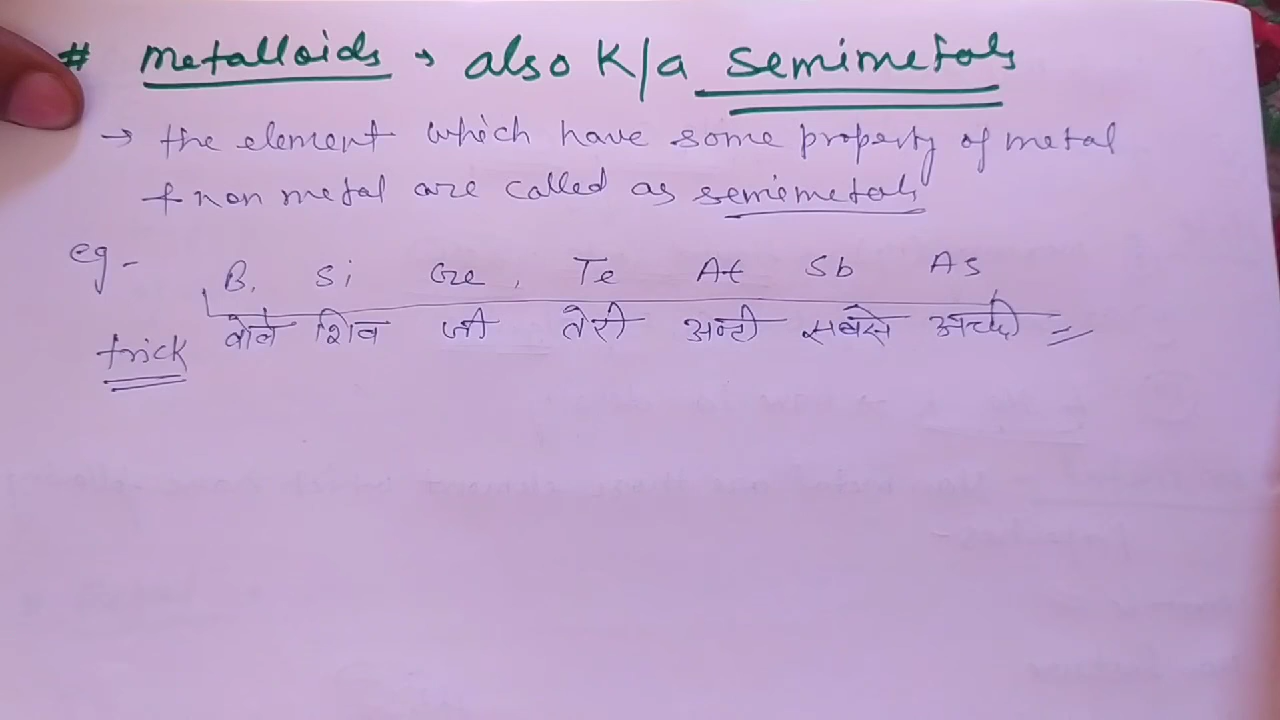 # Metalloids → also K/a semimetals
→ the element which have some property of metal
+ non metal are called as semimetals
eg- B, Si Ge, Te At Sb As
trick बोले शिव जी तेरी अन्टी सबसे अच्छी =